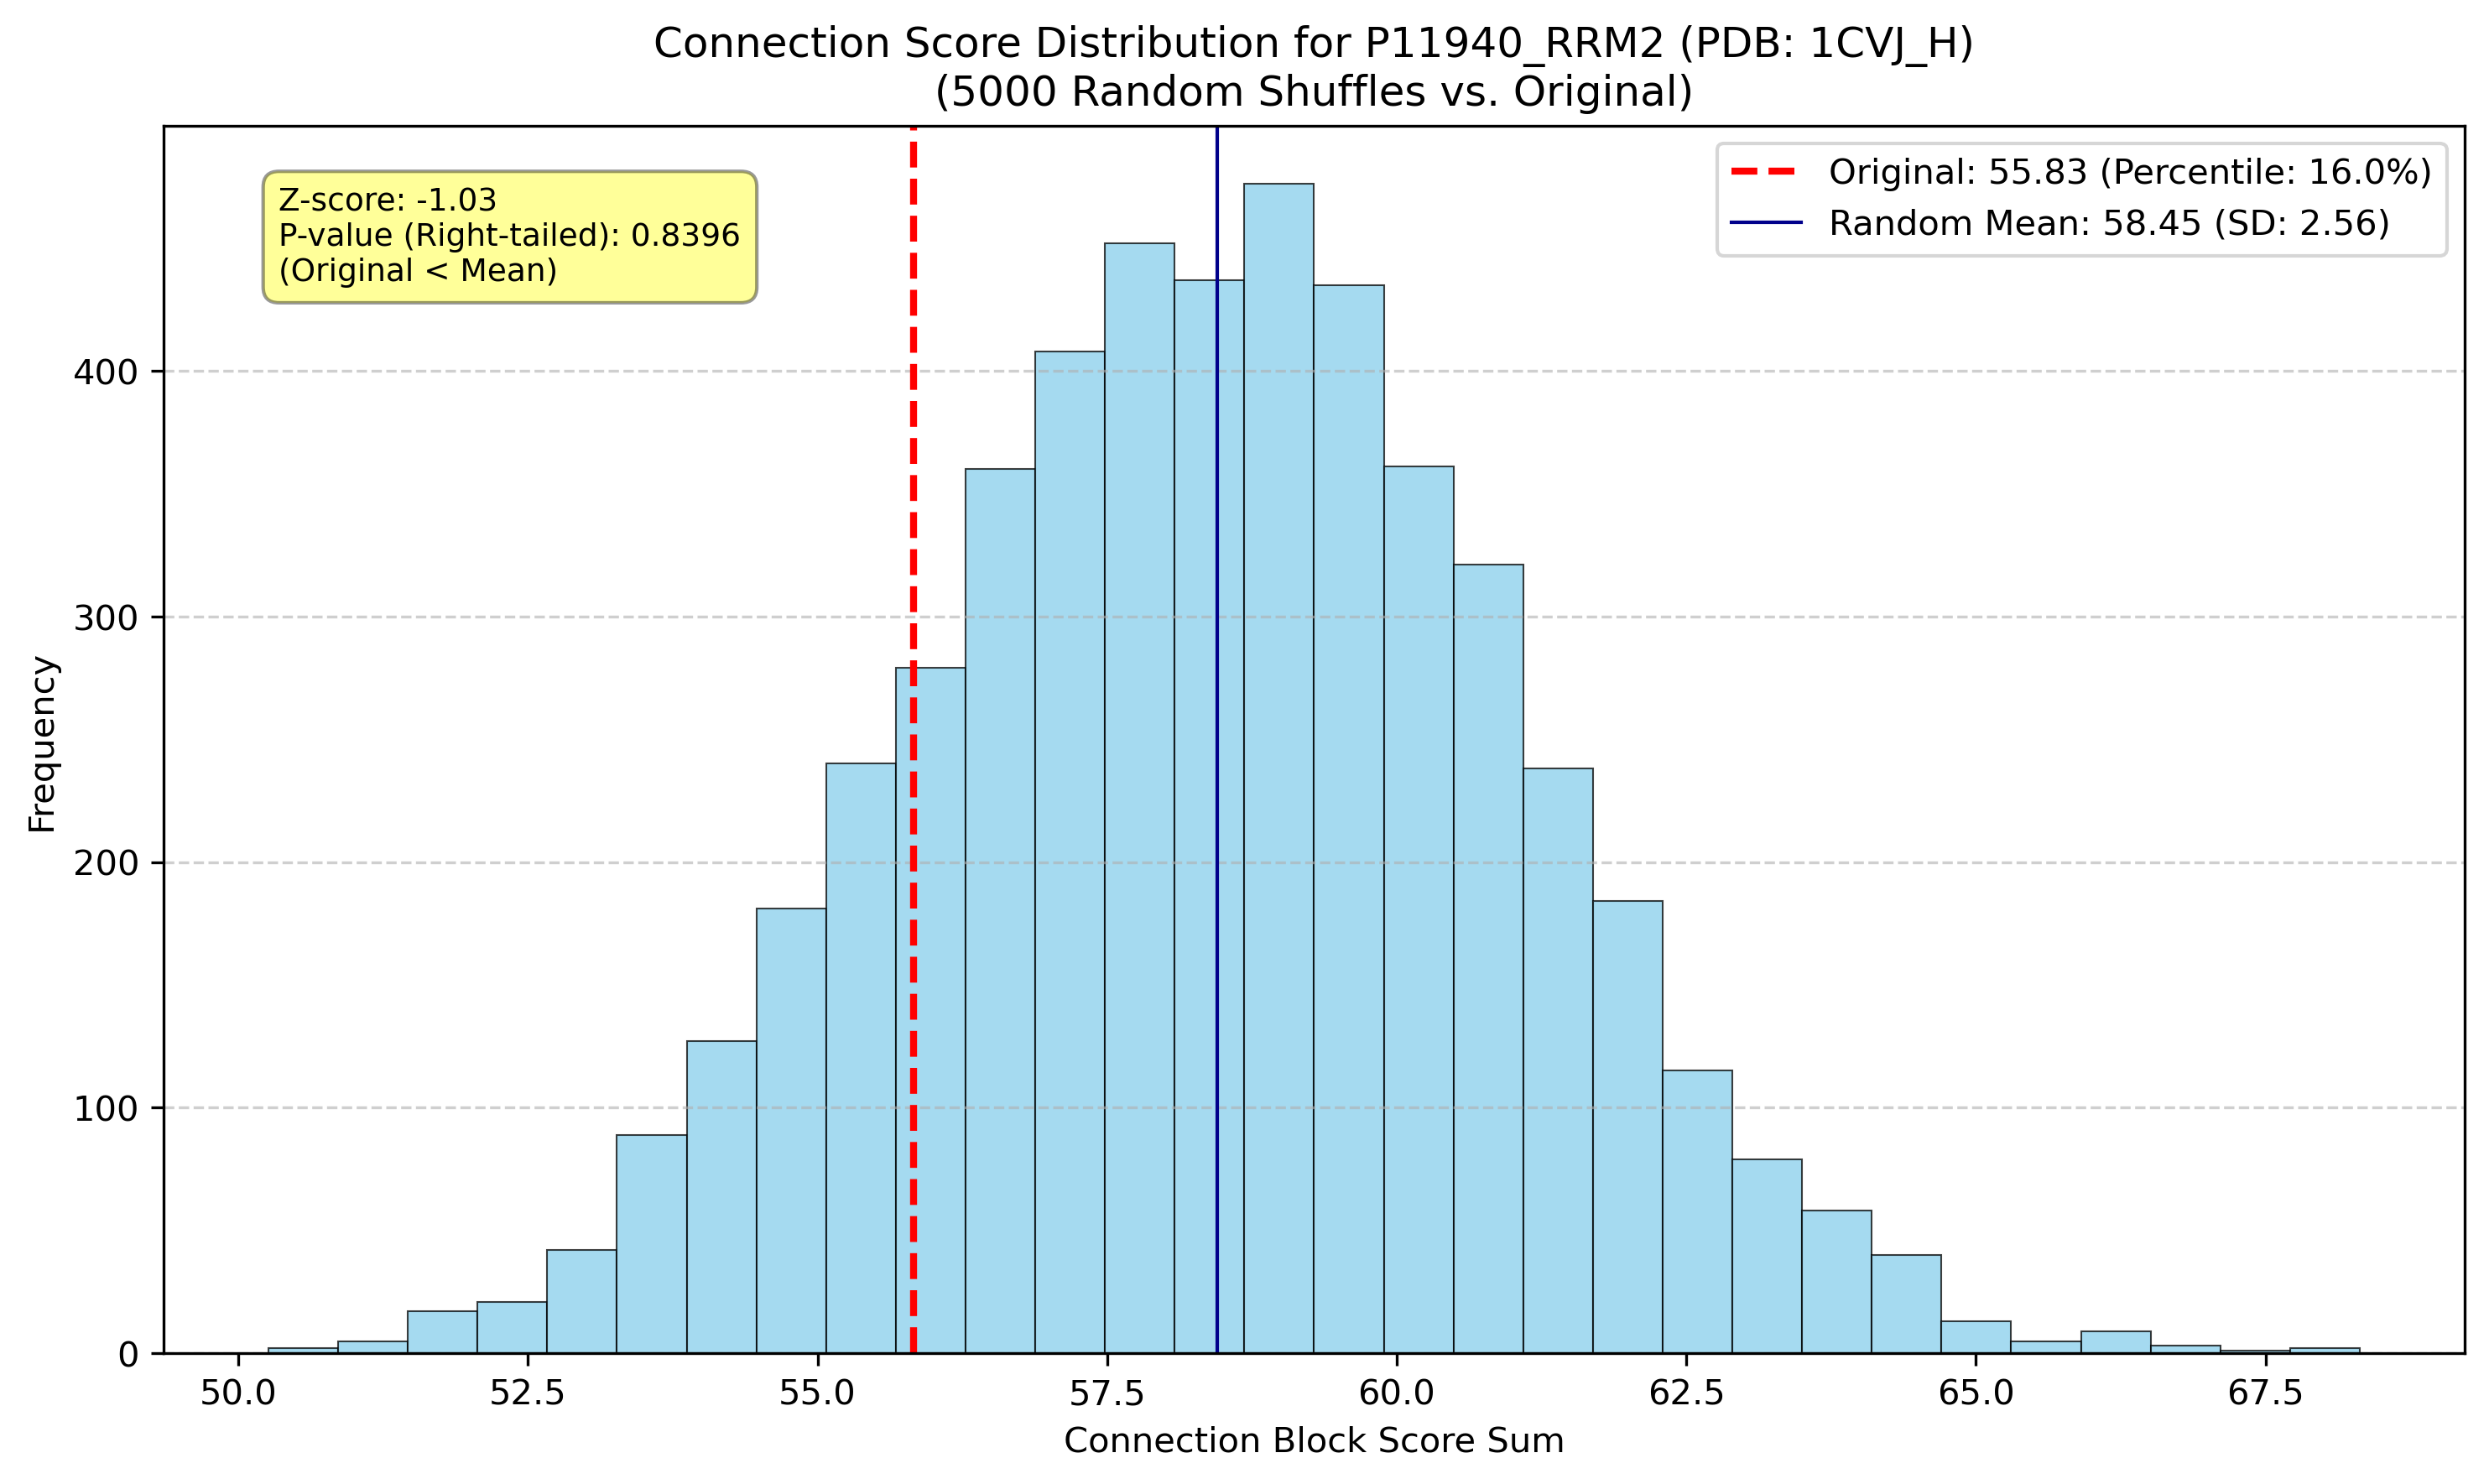 Connection Score Distribution for P11940_RRM2 (PDB: 1CVJ_H)
(5000 Random Shuffles vs. Original)
Z-score: -1.03
P-value (Right-tailed): 0.8396
(Original < Mean)
Original: 55.83 (Percentile: 16.0%)
Random Mean: 58.45 (SD: 2.56)
Frequency
400
300
200
100
0
50.0 52.5 55.0 57.5 60.0 62.5 65.0 67.5
Connection Block Score Sum